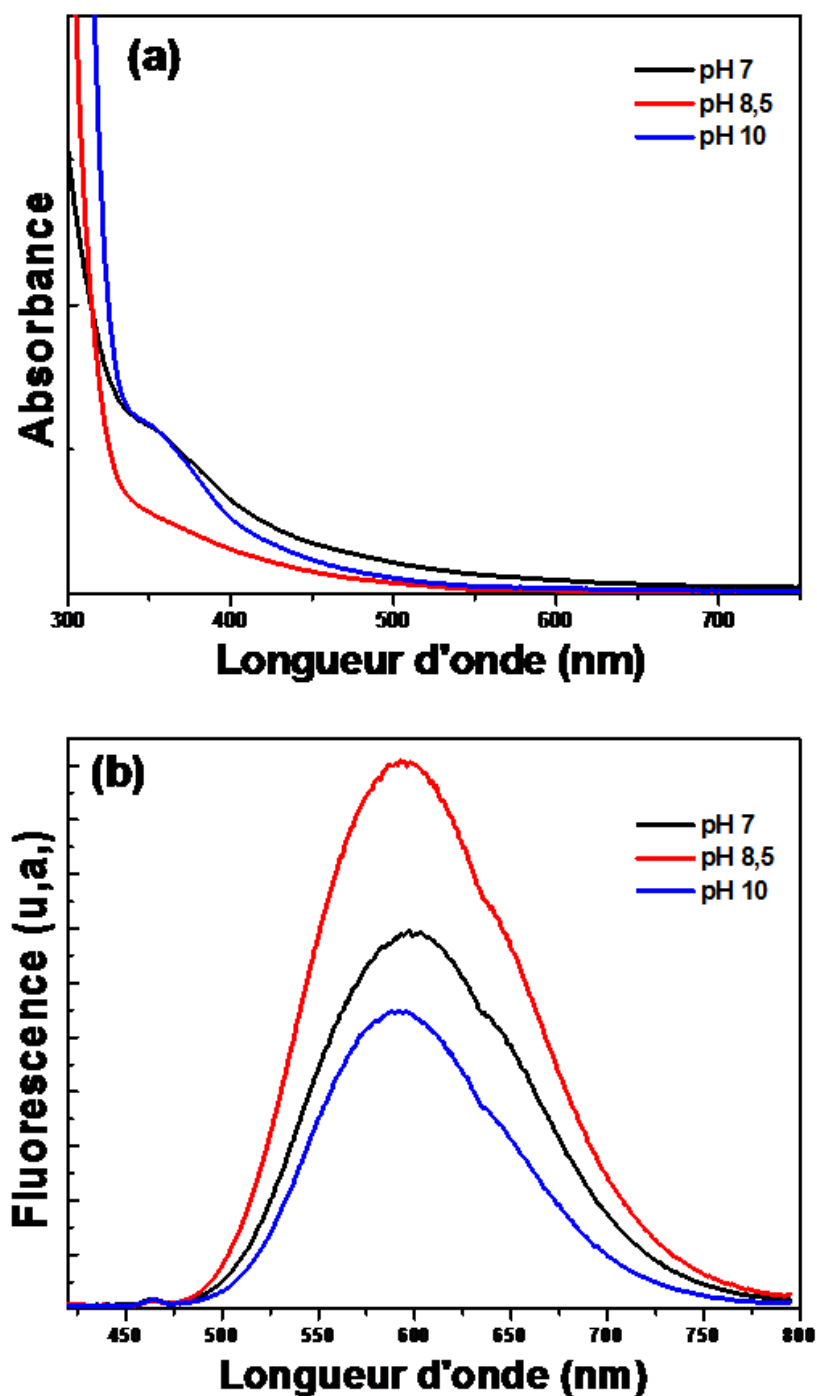 (a)
pH 7
pH 8,5
pH 10
Absorbance
300 400 500 600 700
Longueur d'onde (nm)
(b)
pH 7
pH 8,5
pH 10
Fluorescence (u,a,)
450 500 550 600 650 700 750 800
Longueur d'onde (nm)